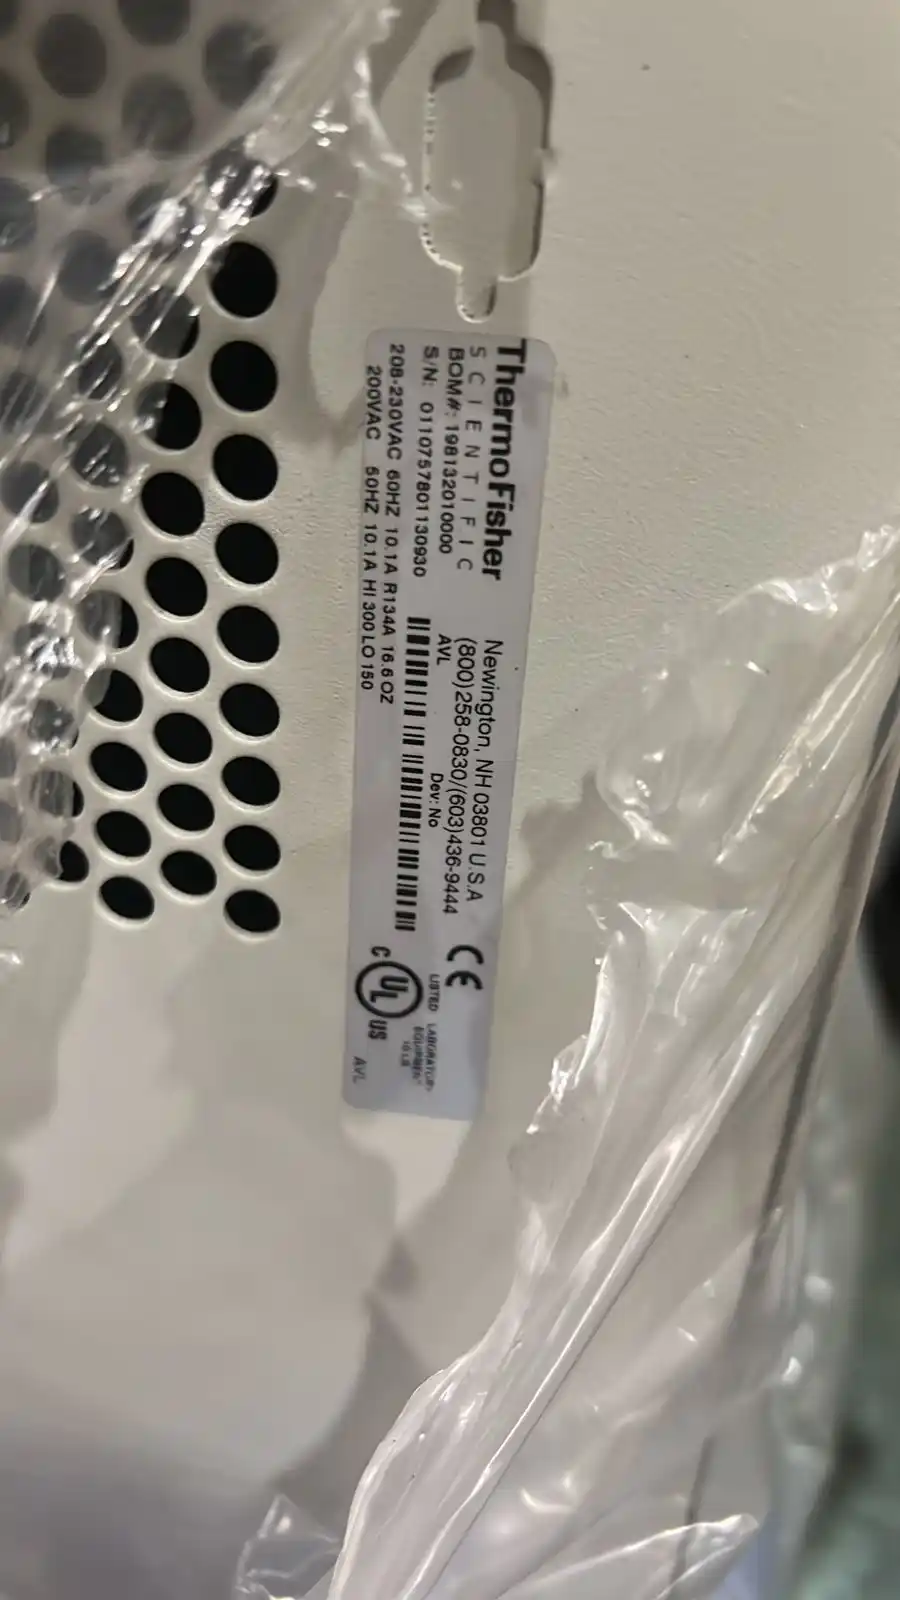 ThermoFisher
SCIENTIFIC
BOM#: 198132010000
S/N: 0110757801130930
208-230VAC 60HZ 10.1A R134A 16.6 OZ
200VAC 50HZ 10.1A HI 300 LO 150
Newington, NH 03801 U.S.A
(800)258-0830/(603)436-9444
AVL
Dev: No
CE
C UL US
LISTED
LABORATORY
EQUIPMENT
AVL